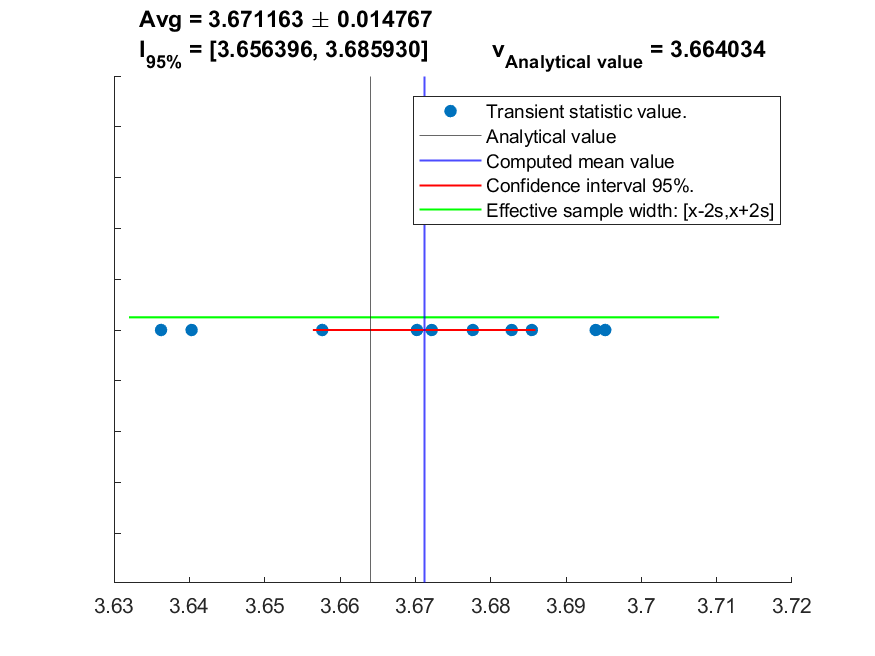 Avg = 3.671163 ± 0.014767
I95% = [3.656396, 3.685930] vAnalytical value = 3.664034
Transient statistic value.
Analytical value
Computed mean value
Confidence interval 95%.
Effective sample width: [x-2s,x+2s]
3.63 3.64 3.65 3.66 3.67 3.68 3.69 3.7 3.71 3.72